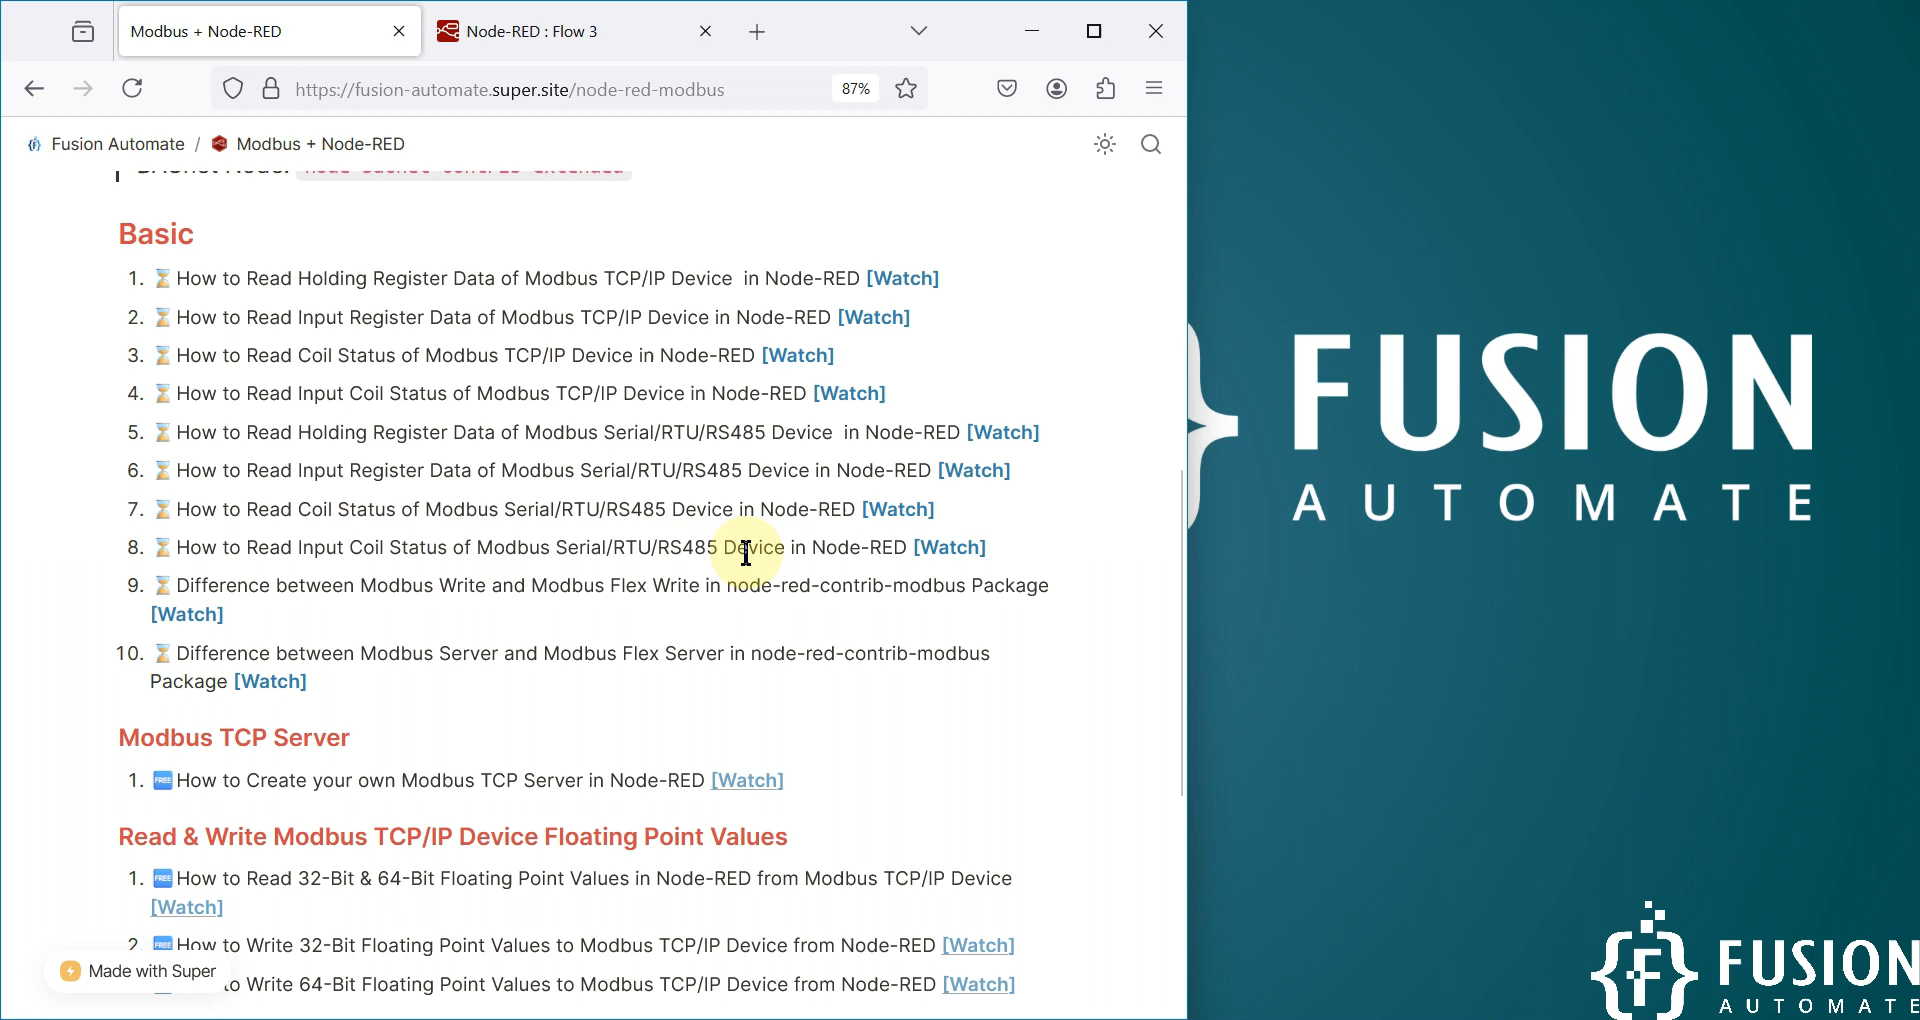 Modbus + Node-RED
Node-RED : Flow 3
https://fusion-automate.super.site/node-red-modbus
87%
Fusion Automate / Modbus + Node-RED
Basic
1. ⌛How to Read Holding Register Data of Modbus TCP/IP Device in Node-RED [Watch]
2. ⌛How to Read Input Register Data of Modbus TCP/IP Device in Node-RED [Watch]
3. ⌛How to Read Coil Status of Modbus TCP/IP Device in Node-RED [Watch]
4. ⌛How to Read Input Coil Status of Modbus TCP/IP Device in Node-RED [Watch]
5. ⌛How to Read Holding Register Data of Modbus Serial/RTU/RS485 Device in Node-RED [Watch]
6. ⌛How to Read Input Register Data of Modbus Serial/RTU/RS485 Device in Node-RED [Watch]
7. ⌛How to Read Coil Status of Modbus Serial/RTU/RS485 Device in Node-RED [Watch]
8. ⌛How to Read Input Coil Status of Modbus Serial/RTU/RS485 Device in Node-RED [Watch]
9. ⌛Difference between Modbus Write and Modbus Flex Write in node-red-contrib-modbus Package
[Watch]
10. ⌛Difference between Modbus Server and Modbus Flex Server in node-red-contrib-modbus
Package [Watch]
Modbus TCP Server
1. 🆓How to Create your own Modbus TCP Server in Node-RED [Watch]
Read & Write Modbus TCP/IP Device Floating Point Values
1. 🆓How to Read 32-Bit & 64-Bit Floating Point Values in Node-RED from Modbus TCP/IP Device
[Watch]
2. 🆓How to Write 32-Bit Floating Point Values to Modbus TCP/IP Device from Node-RED [Watch]
to Write 64-Bit Floating Point Values to Modbus TCP/IP Device from Node-RED [Watch]
Made with Super
FUSION
AUTOMATE
FUSION
AUTOMATE